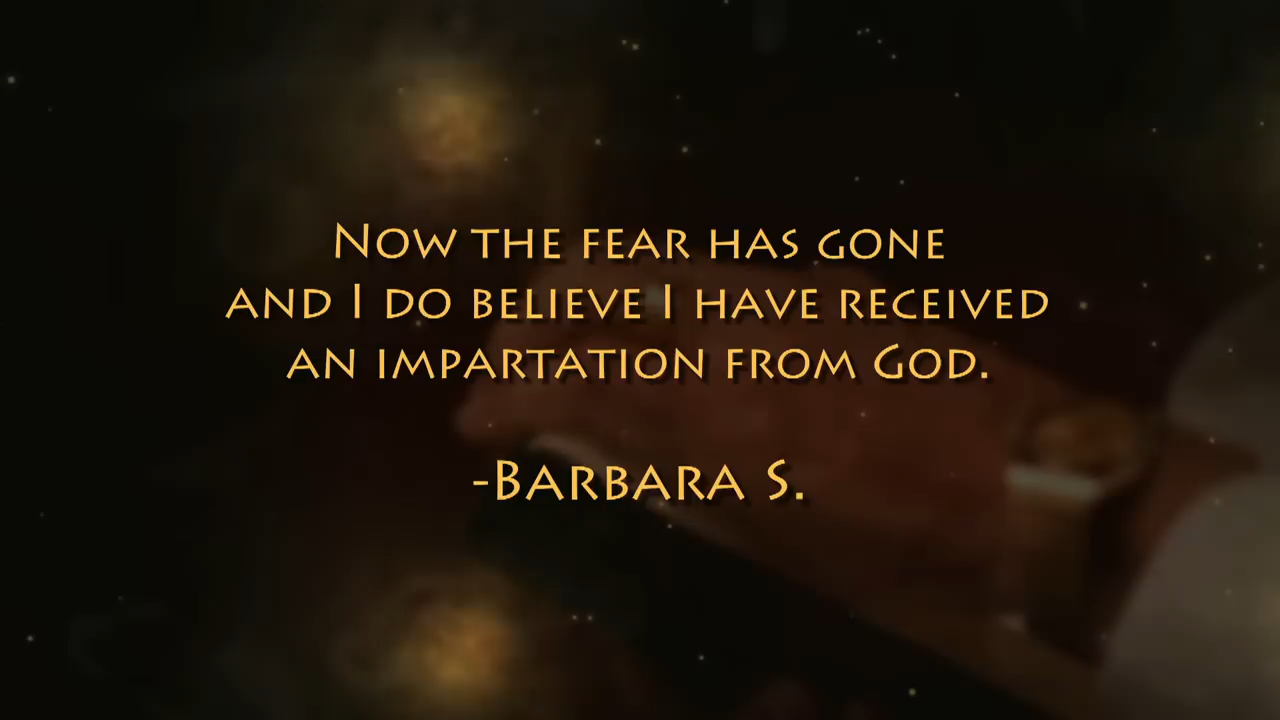 Now the fear has gone
and I do believe I have received
an impartation from God.
-Barbara S.